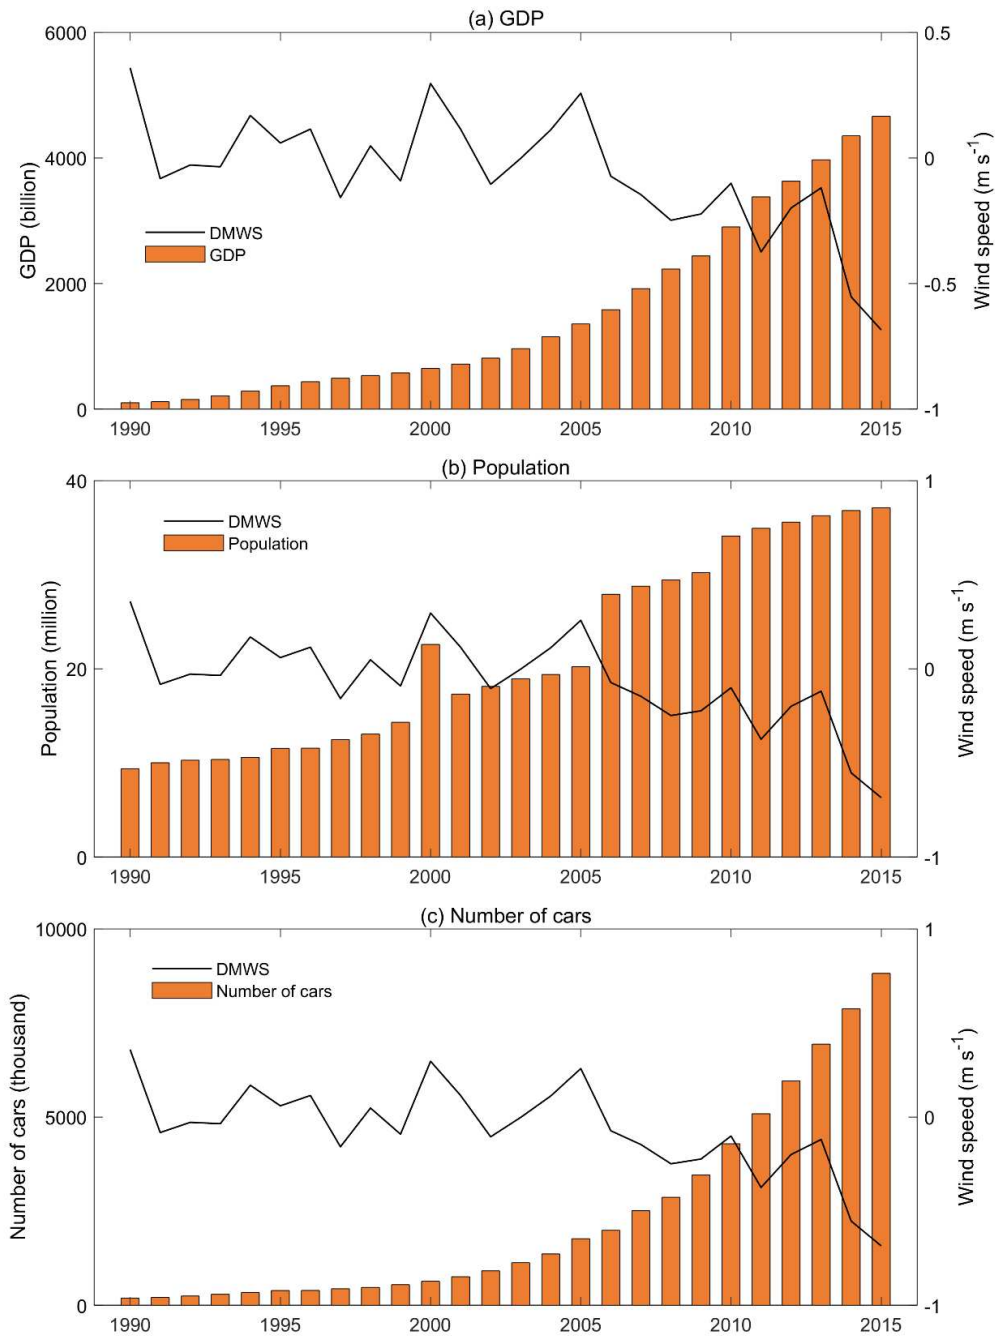 (a) GDP
6000
0.5
4000
0
2000
-0.5
0
-1
GDP (billion)
Wind speed (m s⁻¹)
DMWS
GDP
1990
1995
2000
2005
2010
2015
(b) Population
40
1
20
0
0
-1
Population (million)
Wind speed (m s⁻¹)
DMWS
Population
1990
1995
2000
2005
2010
2015
(c) Number of cars
10000
1
5000
0
0
-1
Number of cars (thousand)
Wind speed (m s⁻¹)
DMWS
Number of cars
1990
1995
2000
2005
2010
2015